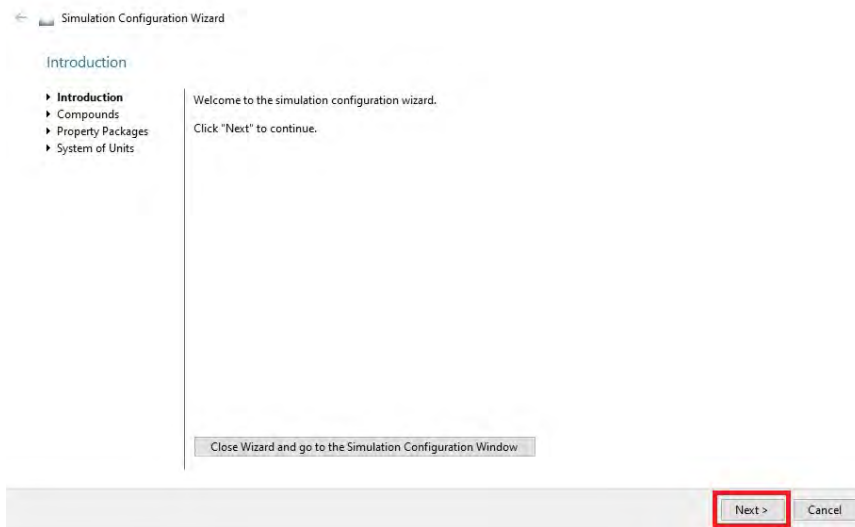 Simulation Configuration Wizard
Introduction
Introduction
Compounds
Property Packages
System of Units
Welcome to the simulation configuration wizard.
Click "Next" to continue.
Close Wizard and go to the Simulation Configuration Window
Next >
Cancel